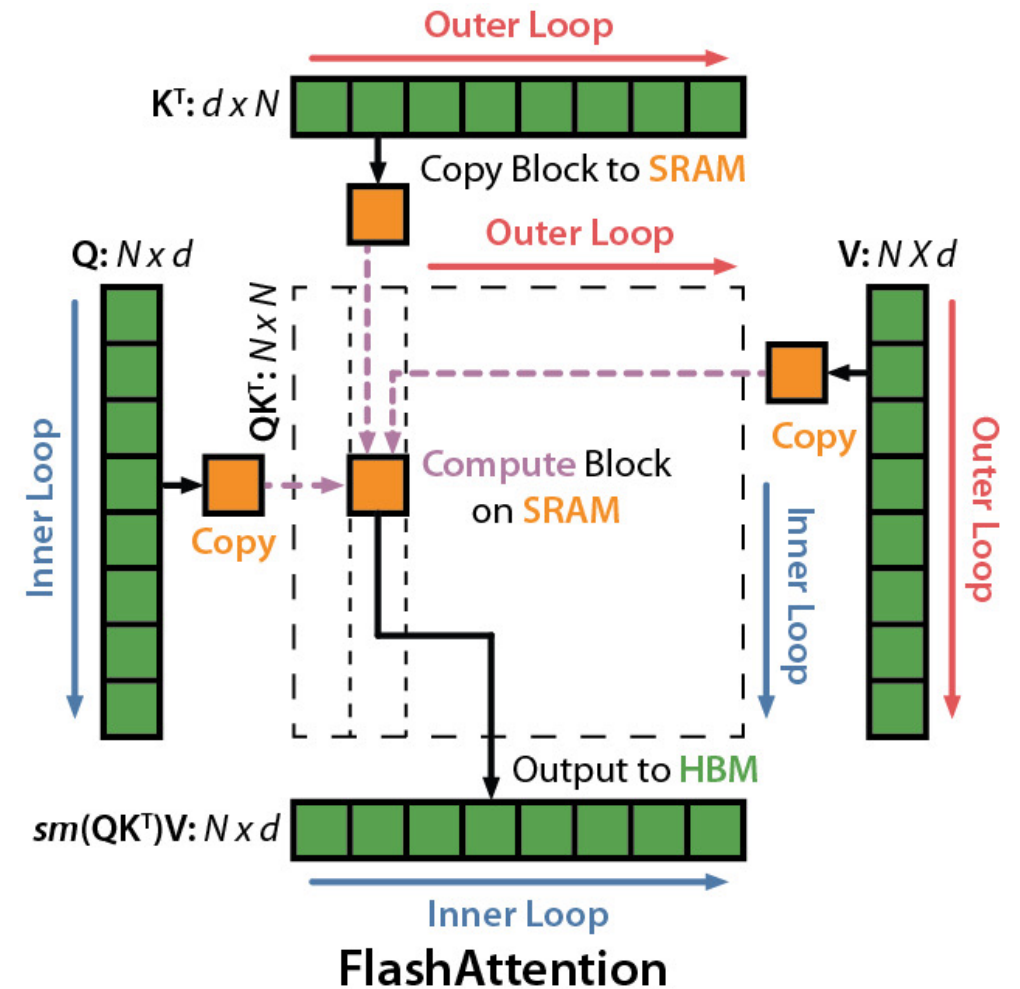 Outer Loop
Kᵀ: d x N
Copy Block to SRAM
Outer Loop
Q: N x d
V: N X d
QKᵀ: N x N
Copy
Compute Block
on SRAM
Copy
Inner Loop
Inner Loop
Outer Loop
Output to HBM
sm(QKᵀ)V: N x d
Inner Loop
FlashAttention